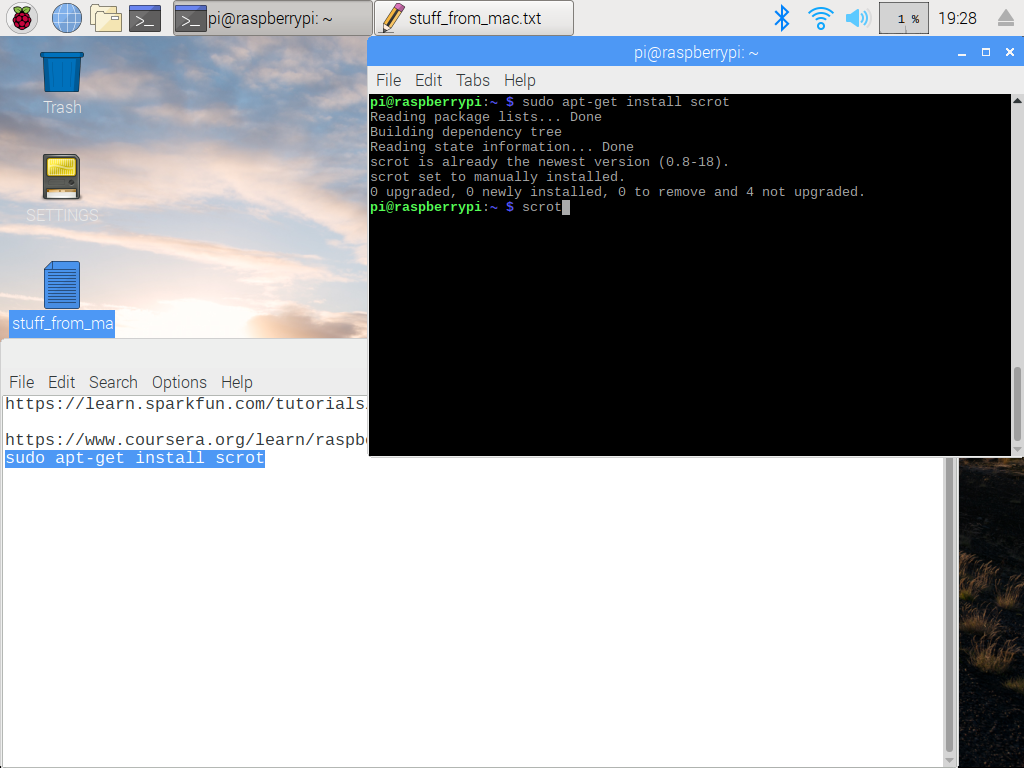 pi@raspberrypi: ~
stuff_from_mac.txt
1 %
19:28
Trash
SETTINGS
stuff_from_ma
pi@raspberrypi: ~
File Edit Tabs Help
pi@raspberrypi:~ $ sudo apt-get install scrot
Reading package lists... Done
Building dependency tree
Reading state information... Done
scrot is already the newest version (0.8-18).
scrot set to manually installed.
0 upgraded, 0 newly installed, 0 to remove and 4 not upgraded.
pi@raspberrypi:~ $ scrot
File Edit Search Options Help
https://learn.sparkfun.com/tutorials
https://www.coursera.org/learn/raspb
sudo apt-get install scrot